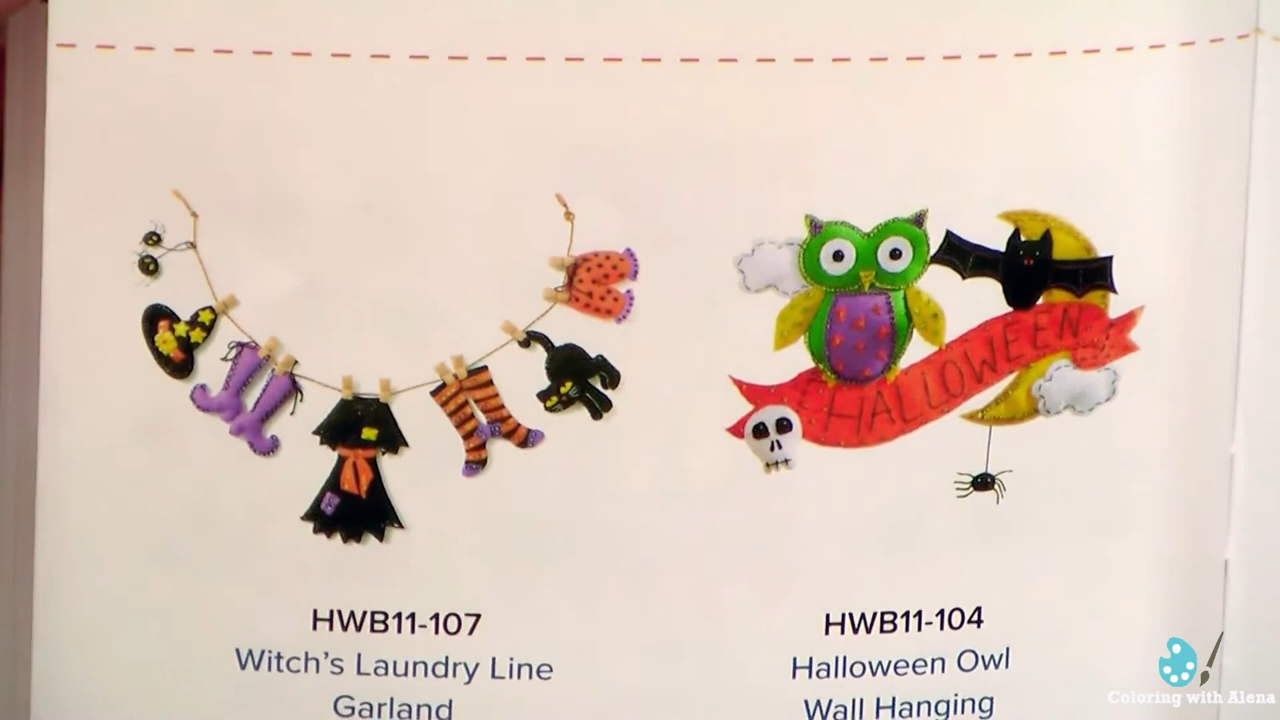 HALLOWEEN
HWB11-107
Witch's Laundry Line
Garland
HWB11-104
Halloween Owl
Wall Hanging
Coloring with Alena